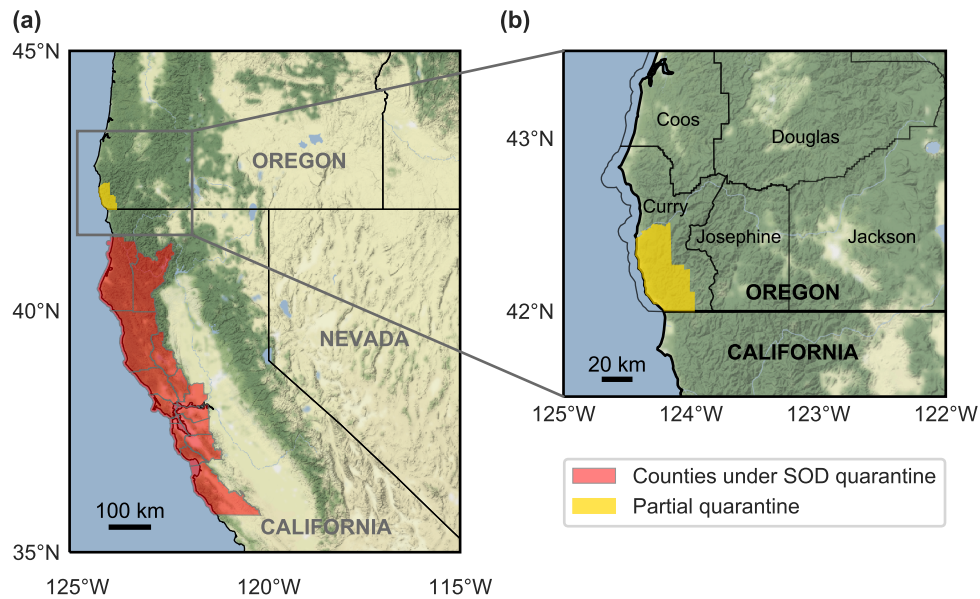 (a)
(b)
45°N
40°N
35°N
125°W
120°W
115°W
OREGON
NEVADA
CALIFORNIA
100 km
43°N
42°N
125°W
124°W
123°W
122°W
Coos
Douglas
Curry
Josephine
Jackson
OREGON
CALIFORNIA
20 km
Counties under SOD quarantine
Partial quarantine